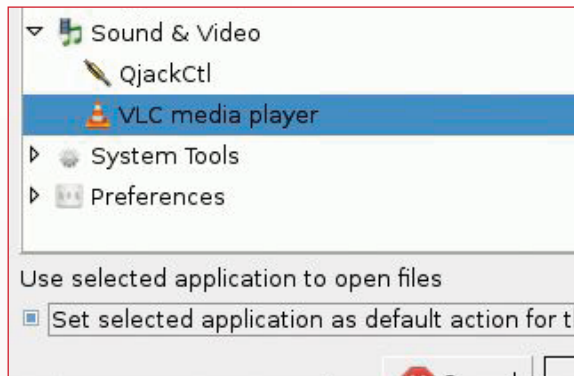 Sound & Video
QjackCtl
VLC media player
System Tools
Preferences
Use selected application to open files
Set selected application as default action for t